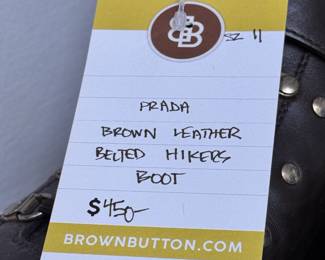 BB
SZ 11
PRADA
BROWN LEATHER
BELTED HIKERS
BOOT
$450-
BROWNBUTTON.COM